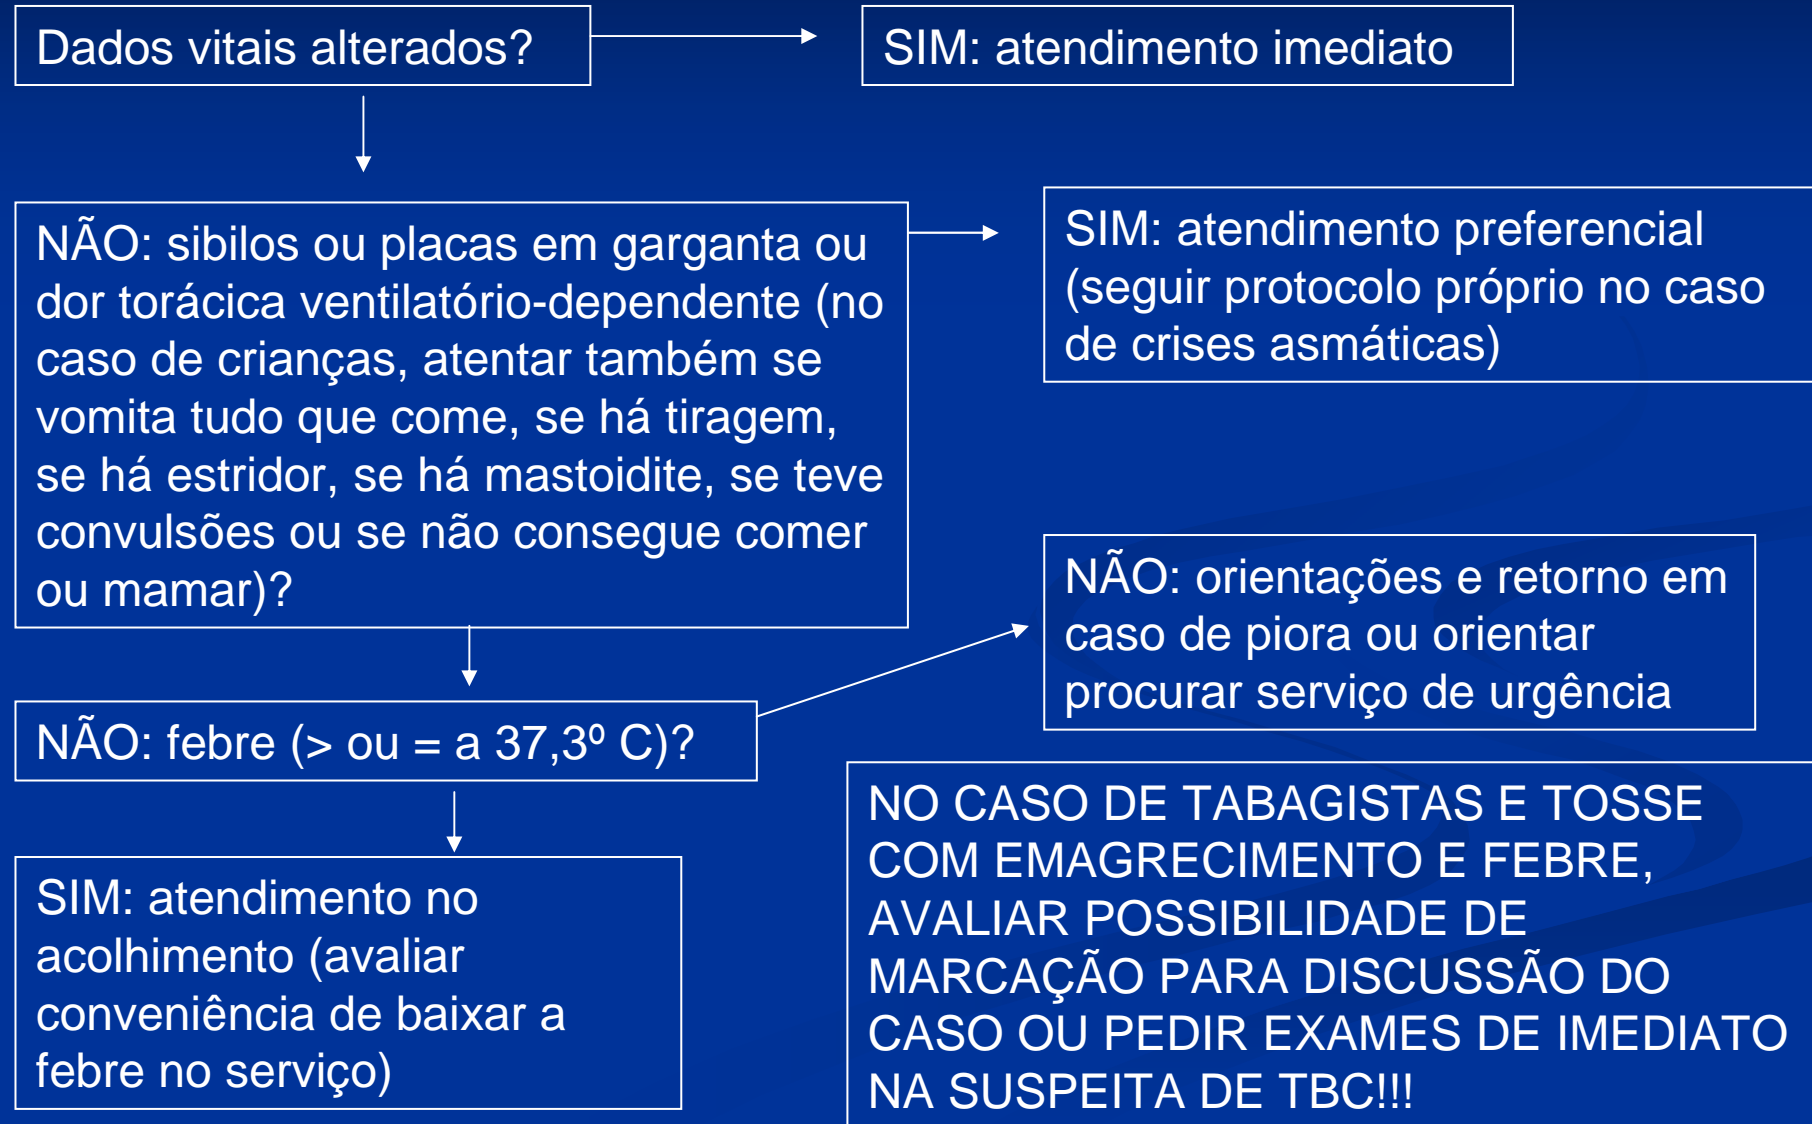 Dados vitais alterados?
SIM: atendimento imediato
NÃO: sibilos ou placas em garganta ou
dor torácica ventilatório-dependente (no
caso de crianças, atentar também se
vomita tudo que come, se há tiragem,
se há estridor, se há mastoidite, se teve
convulsões ou se não consegue comer
ou mamar)?
SIM: atendimento preferencial
(seguir protocolo próprio no caso
de crises asmáticas)
NÃO: febre (> ou = a 37,3º C)?
NÃO: orientações e retorno em
caso de piora ou orientar
procurar serviço de urgência
SIM: atendimento no
acolhimento (avaliar
conveniência de baixar a
febre no serviço)
NO CASO DE TABAGISTAS E TOSSE
COM EMAGRECIMENTO E FEBRE,
AVALIAR POSSIBILIDADE DE
MARCAÇÃO PARA DISCUSSÃO DO
CASO OU PEDIR EXAMES DE IMEDIATO
NA SUSPEITA DE TBC!!!